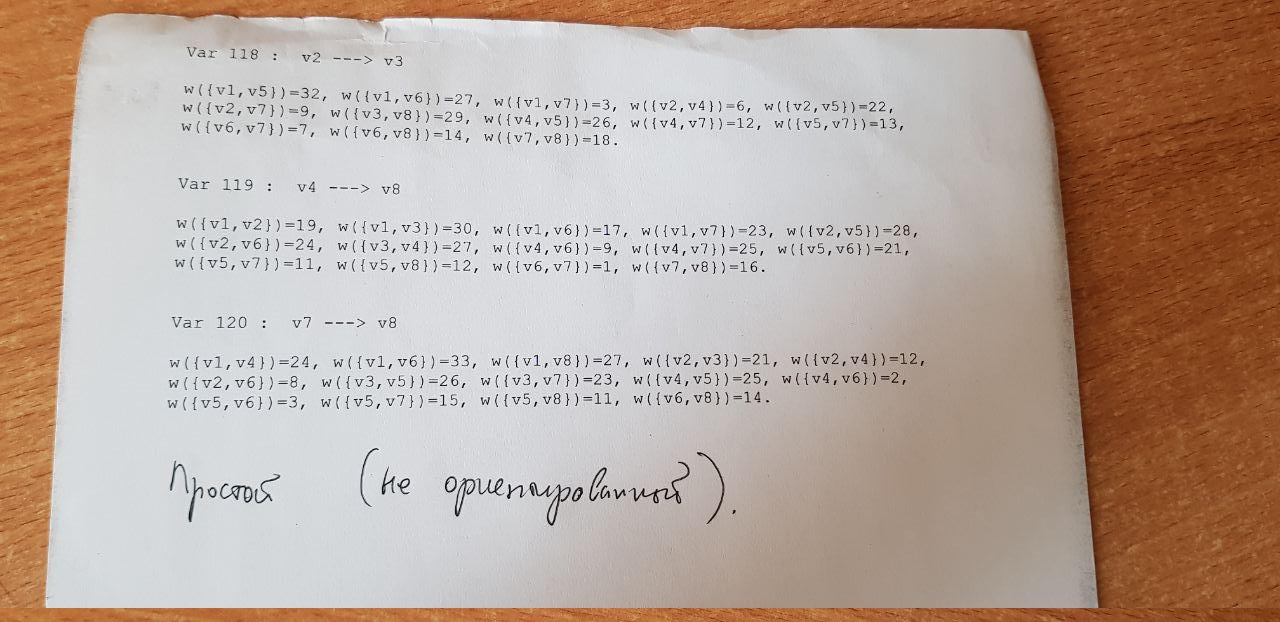 Var 118 : v2 ---> v3
w({v1,v5})=32, w({v1,v6})=27, w({v1,v7})=3, w({v2,v4})=6, w({v2,v5})=22,
w({v2,v7})=9, w({v3,v8})=29, w({v4,v5})=26, w({v4,v7})=12, w({v5,v7})=13,
w({v6,v7})=7, w({v6,v8})=14, w({v7,v8})=18.
Var 119 : v4 ---> v8
w({v1,v2})=19, w({v1,v3})=30, w({v1,v6})=17, w({v1,v7})=23, w({v2,v5})=28,
w({v2,v6})=24, w({v3,v4})=27, w({v4,v6})=9, w({v4,v7})=25, w({v5,v6})=21,
w({v5,v7})=11, w({v5,v8})=12, w({v6,v7})=1, w({v7,v8})=16.
Var 120 : v7 ---> v8
w({v1,v4})=24, w({v1,v6})=33, w({v1,v8})=27, w({v2,v3})=21, w({v2,v4})=12,
w({v2,v6})=8, w({v3,v5})=26, w({v3,v7})=23, w({v4,v5})=25, w({v4,v6})=2,
w({v5,v6})=3, w({v5,v7})=15, w({v5,v8})=11, w({v6,v8})=14.
Простой (не ориентированной).